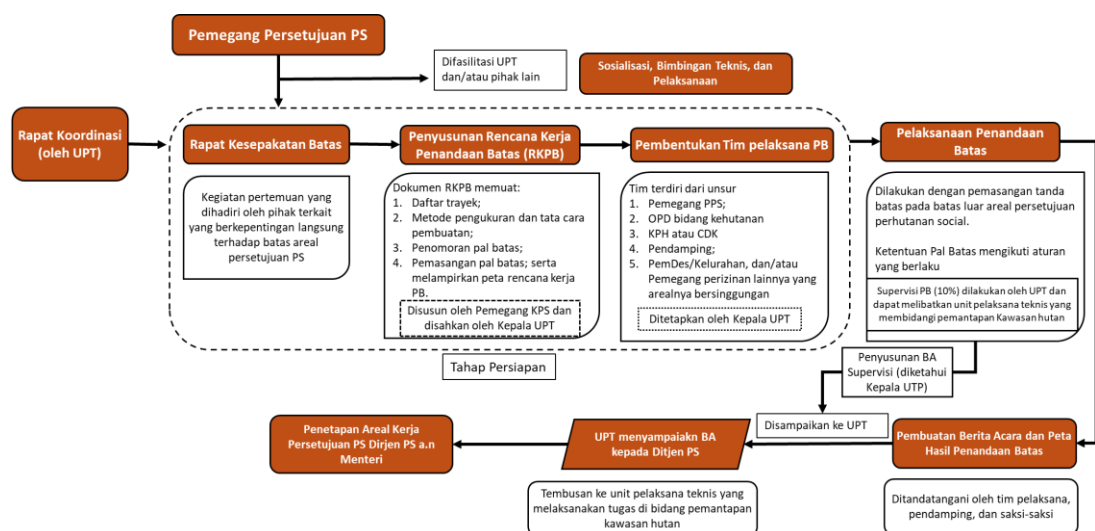 Pemegang Persetujuan PS
Difasilitasi UPT
dan/atau pihak lain
Sosialisasi, Bimbingan Teknis, dan
Pelaksanaan
Rapat Koordinasi
(oleh UPT)
Rapat Kesepakatan Batas
Kegiatan pertemuan yang
dihadiri oleh pihak terkait
yang berkepentingan langsung
terhadap batas areal
persetujuan PS
Penyusunan Rencana Kerja
Penandaan Batas (RKPB)
Dokumen RKPB memuat:
1. Daftar trayek;
2. Metode pengukuran dan tata cara
pembuatan;
3. Penomoran pal batas;
4. Pemasangan pal batas; serta
melampirkan peta rencana kerja
PB.
Disusun oleh Pemegang KPS dan
disahkan oleh Kepala UPT
Pembentukan Tim pelaksana PB
Tim terdiri dari unsur
1. Pemegang PPS;
2. OPD bidang kehutanan
3. KPH atau CDK
4. Pendamping;
5. PemDes/Kelurahan, dan/atau
Pemegang perizinan lainnya yang
arealnya bersinggungan
Ditetapkan oleh Kepala UPT
Tahap Persiapan
Pelaksanaan Penandaan
Batas
Dilakukan dengan pemasangan tanda
batas pada batas luar areal persetujuan
perhutanan social.
Ketentuan Pal Batas mengikuti aturan
yang berlaku
Supervisi PB (10%) dilakukan oleh UPT dan
dapat melibatkan unit pelaksana teknis yang
membidangi pemantapan Kawasan hutan
Penyusunan BA
Supervisi (diketahui
Kepala UTP)
Disampaikan ke UPT
Pembuatan Berita Acara dan Peta
Hasil Penandaan Batas
Ditandatangani oleh tim pelaksana,
pendamping, dan saksi-saksi
UPT menyampaiakn BA
kepada Ditjen PS
Tembusan ke unit pelaksana teknis yang
melaksanakan tugas di bidang pemantapan
kawasan hutan
Penetapan Areal Kerja
Persetujuan PS Dirjen PS a.n
Menteri